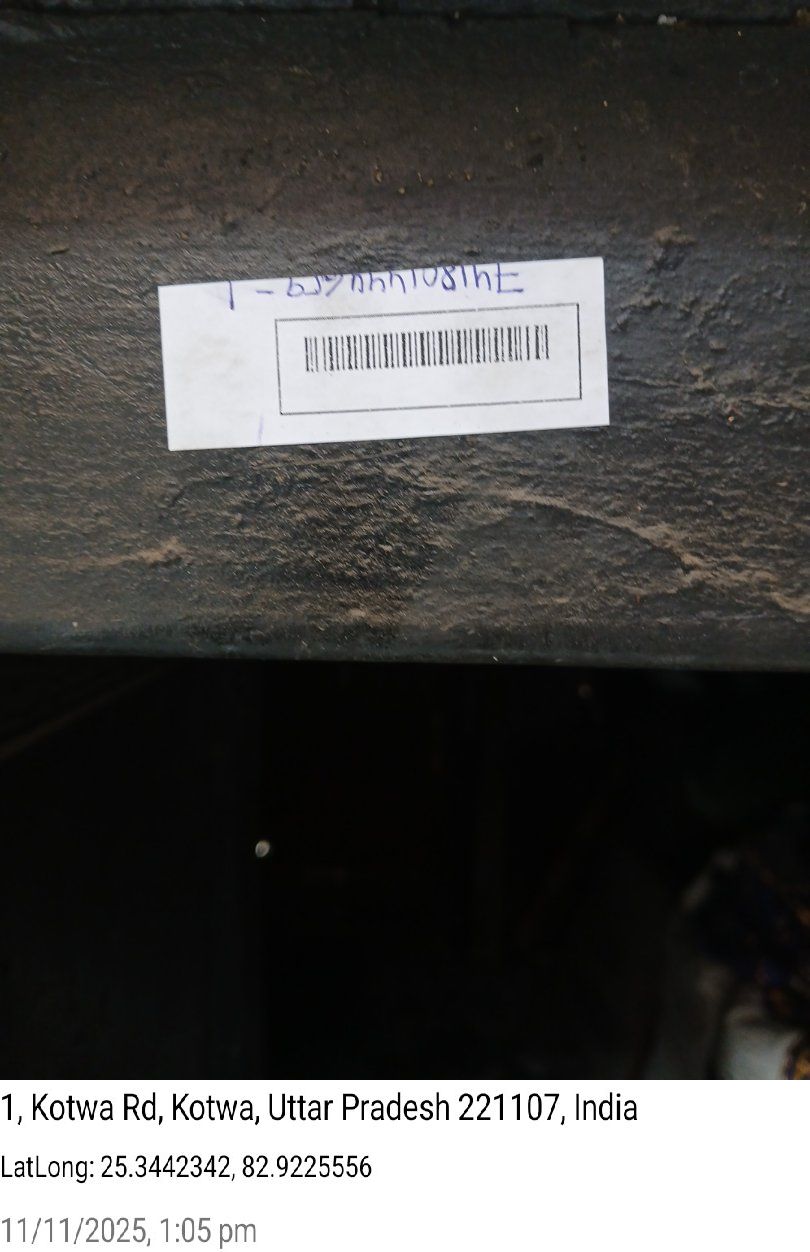 1, Kotwa Rd, Kotwa, Uttar Pradesh 221107, India
LatLong: 25.3442342, 82.9225556
11/11/2025, 1:05 pm